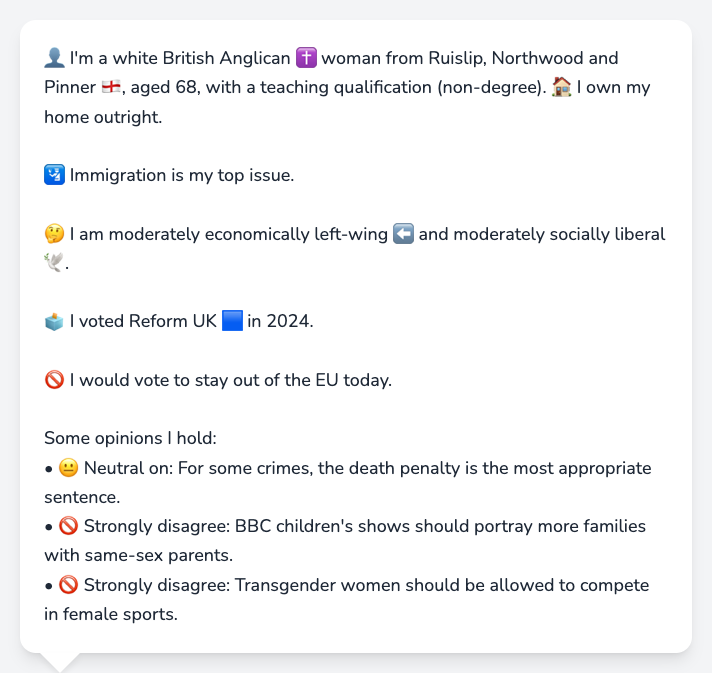 👤 I'm a white British Anglican ✝️ woman from Ruislip, Northwood and
Pinner 🏴󠁧󠁢󠁥󠁮󠁧󠁿, aged 68, with a teaching qualification (non-degree). 🏠 I own my
home outright.
🛂 Immigration is my top issue.
🤔 I am moderately economically left-wing ⬅️ and moderately socially liberal
🕊️.
🗳️ I voted Reform UK 🟦 in 2024.
🚫 I would vote to stay out of the EU today.
Some opinions I hold:
• 😐 Neutral on: For some crimes, the death penalty is the most appropriate
sentence.
• 🚫 Strongly disagree: BBC children's shows should portray more families
with same-sex parents.
• 🚫 Strongly disagree: Transgender women should be allowed to compete
in female sports.